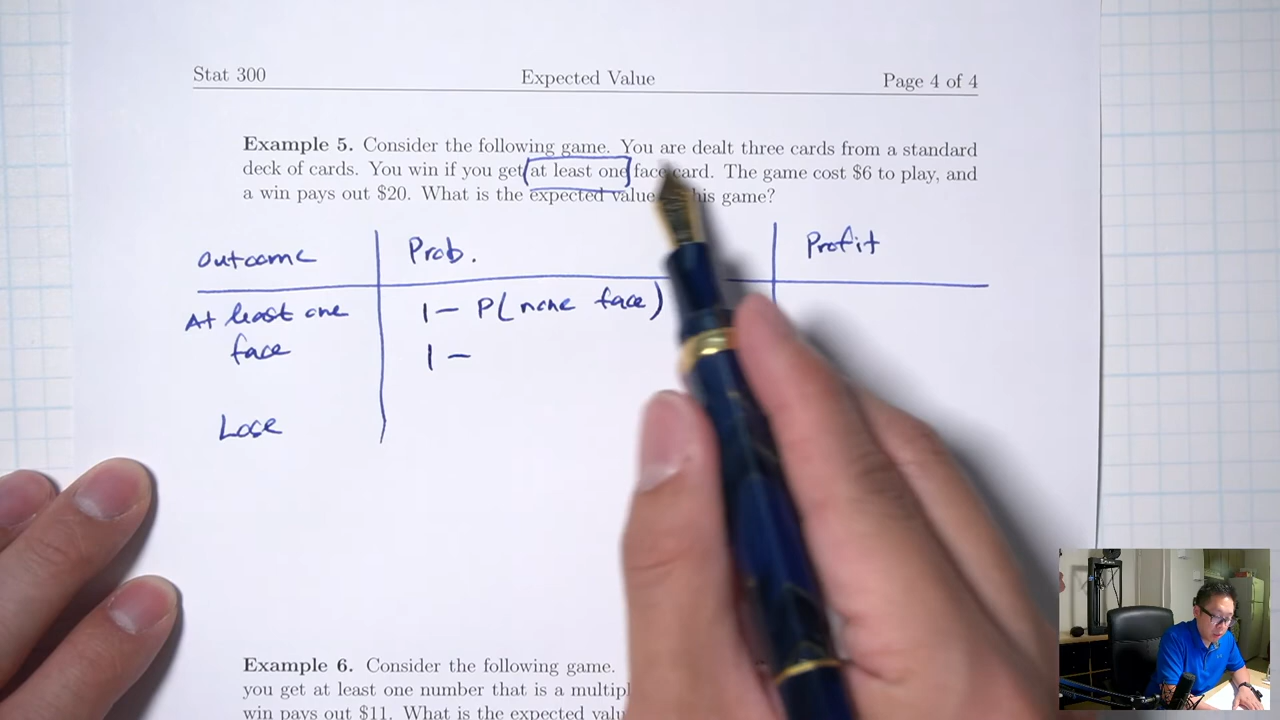 Stat 300 Expected Value Page 4 of 4
Example 5. Consider the following game. You are dealt three cards from a standard
deck of cards. You win if you get at least one face card. The game cost $6 to play, and
a win pays out $20. What is the expected value this game?
Outcome Prob. Profit
At least one 1 - P(none face)
face 1 -
Lose
Example 6. Consider the following game.
you get at least one number that is a
win pays out $11. What is the expected